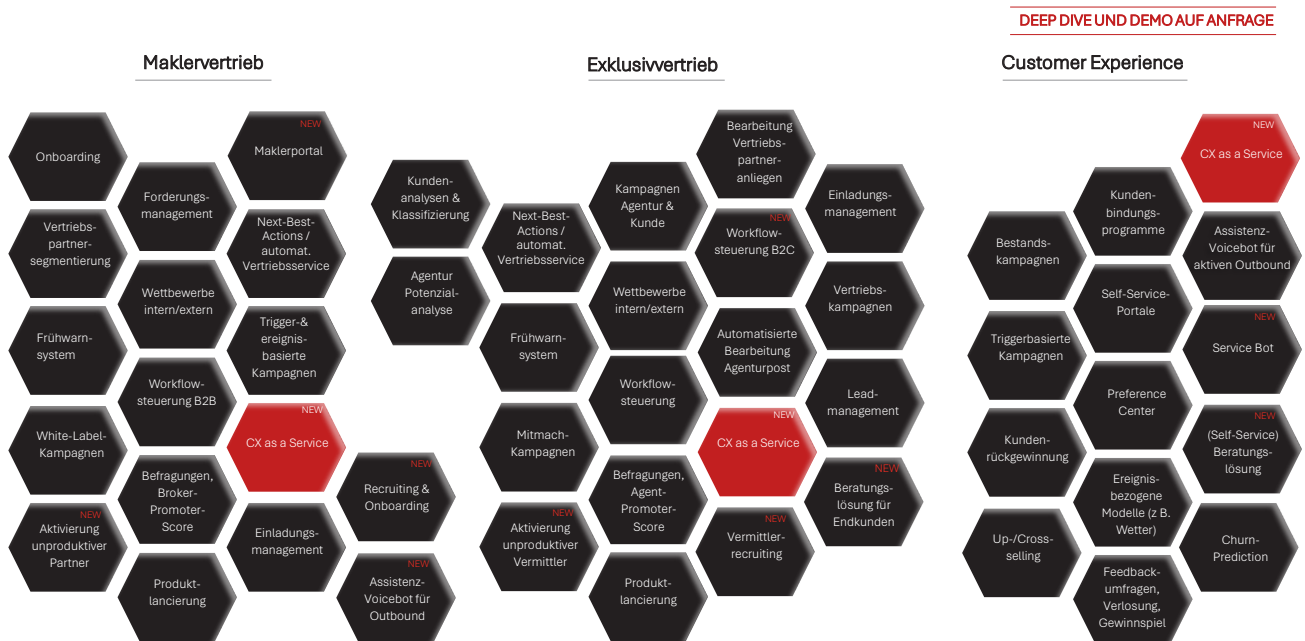 DEEP DIVE UND DEMO AUF ANFRAGE
Maklervertrieb
Onboarding
NEW
Maklerportal
Forderungs-
management
Vertriebs-
partner-
segmentierung
Next-Best-
Actions /
automat.
Vertriebsservice
Wettbewerbe
intern/extern
Frühwarn-
system
Trigger-&
ereignis-
basierte
Kampagnen
Workflow-
steuerung B2B
White-Label-
Kampagnen
NEW
CX as a Service
Befragungen,
Broker-
Promoter-
Score
NEW
Recruiting &
Onboarding
NEW
Aktivierung
unproduktiver
Partner
Einladungs-
management
Produkt-
lancierung
NEW
Assistenz-
Voicebot für
Outbound
Exklusivvertrieb
Kunden-
analysen &
Klassifizierung
Agentur
Potenzial-
analyse
Next-Best-
Actions /
automat.
Vertriebsservice
Kampagnen
Agentur &
Kunde
Bearbeitung
Vertriebs-
partner-
anliegen
Einladungs-
management
NEW
Workflow-
steuerung B2C
Wettbewerbe
intern/extern
Vertriebs-
kampagnen
Frühwarn-
system
Automatisierte
Bearbeitung
Agenturpost
Workflow-
steuerung
Lead-
management
Mitmach-
Kampagnen
NEW
CX as a Service
Befragungen,
Agent-
Promoter-
Score
NEW
Beratungs-
lösung für
Endkunden
NEW
Aktivierung
unproduktiver
Vermittler
NEW
Vermittler-
recruiting
Produkt-
lancierung
Customer Experience
NEW
CX as a Service
Kunden-
bindungs-
programme
Bestands-
kampagnen
Assistenz-
Voicebot für
aktiven Outbound
Self-Service-
Portale
Triggerbasierte
Kampagnen
NEW
Service Bot
Preference
Center
Kunden-
rückgewinnung
NEW
(Self-Service)
Beratungs-
lösung
Ereignis-
bezogene
Modelle (z B.
Wetter)
Up-/Cross-
selling
Churn-
Prediction
Feedback-
umfragen,
Verlosung,
Gewinnspiel